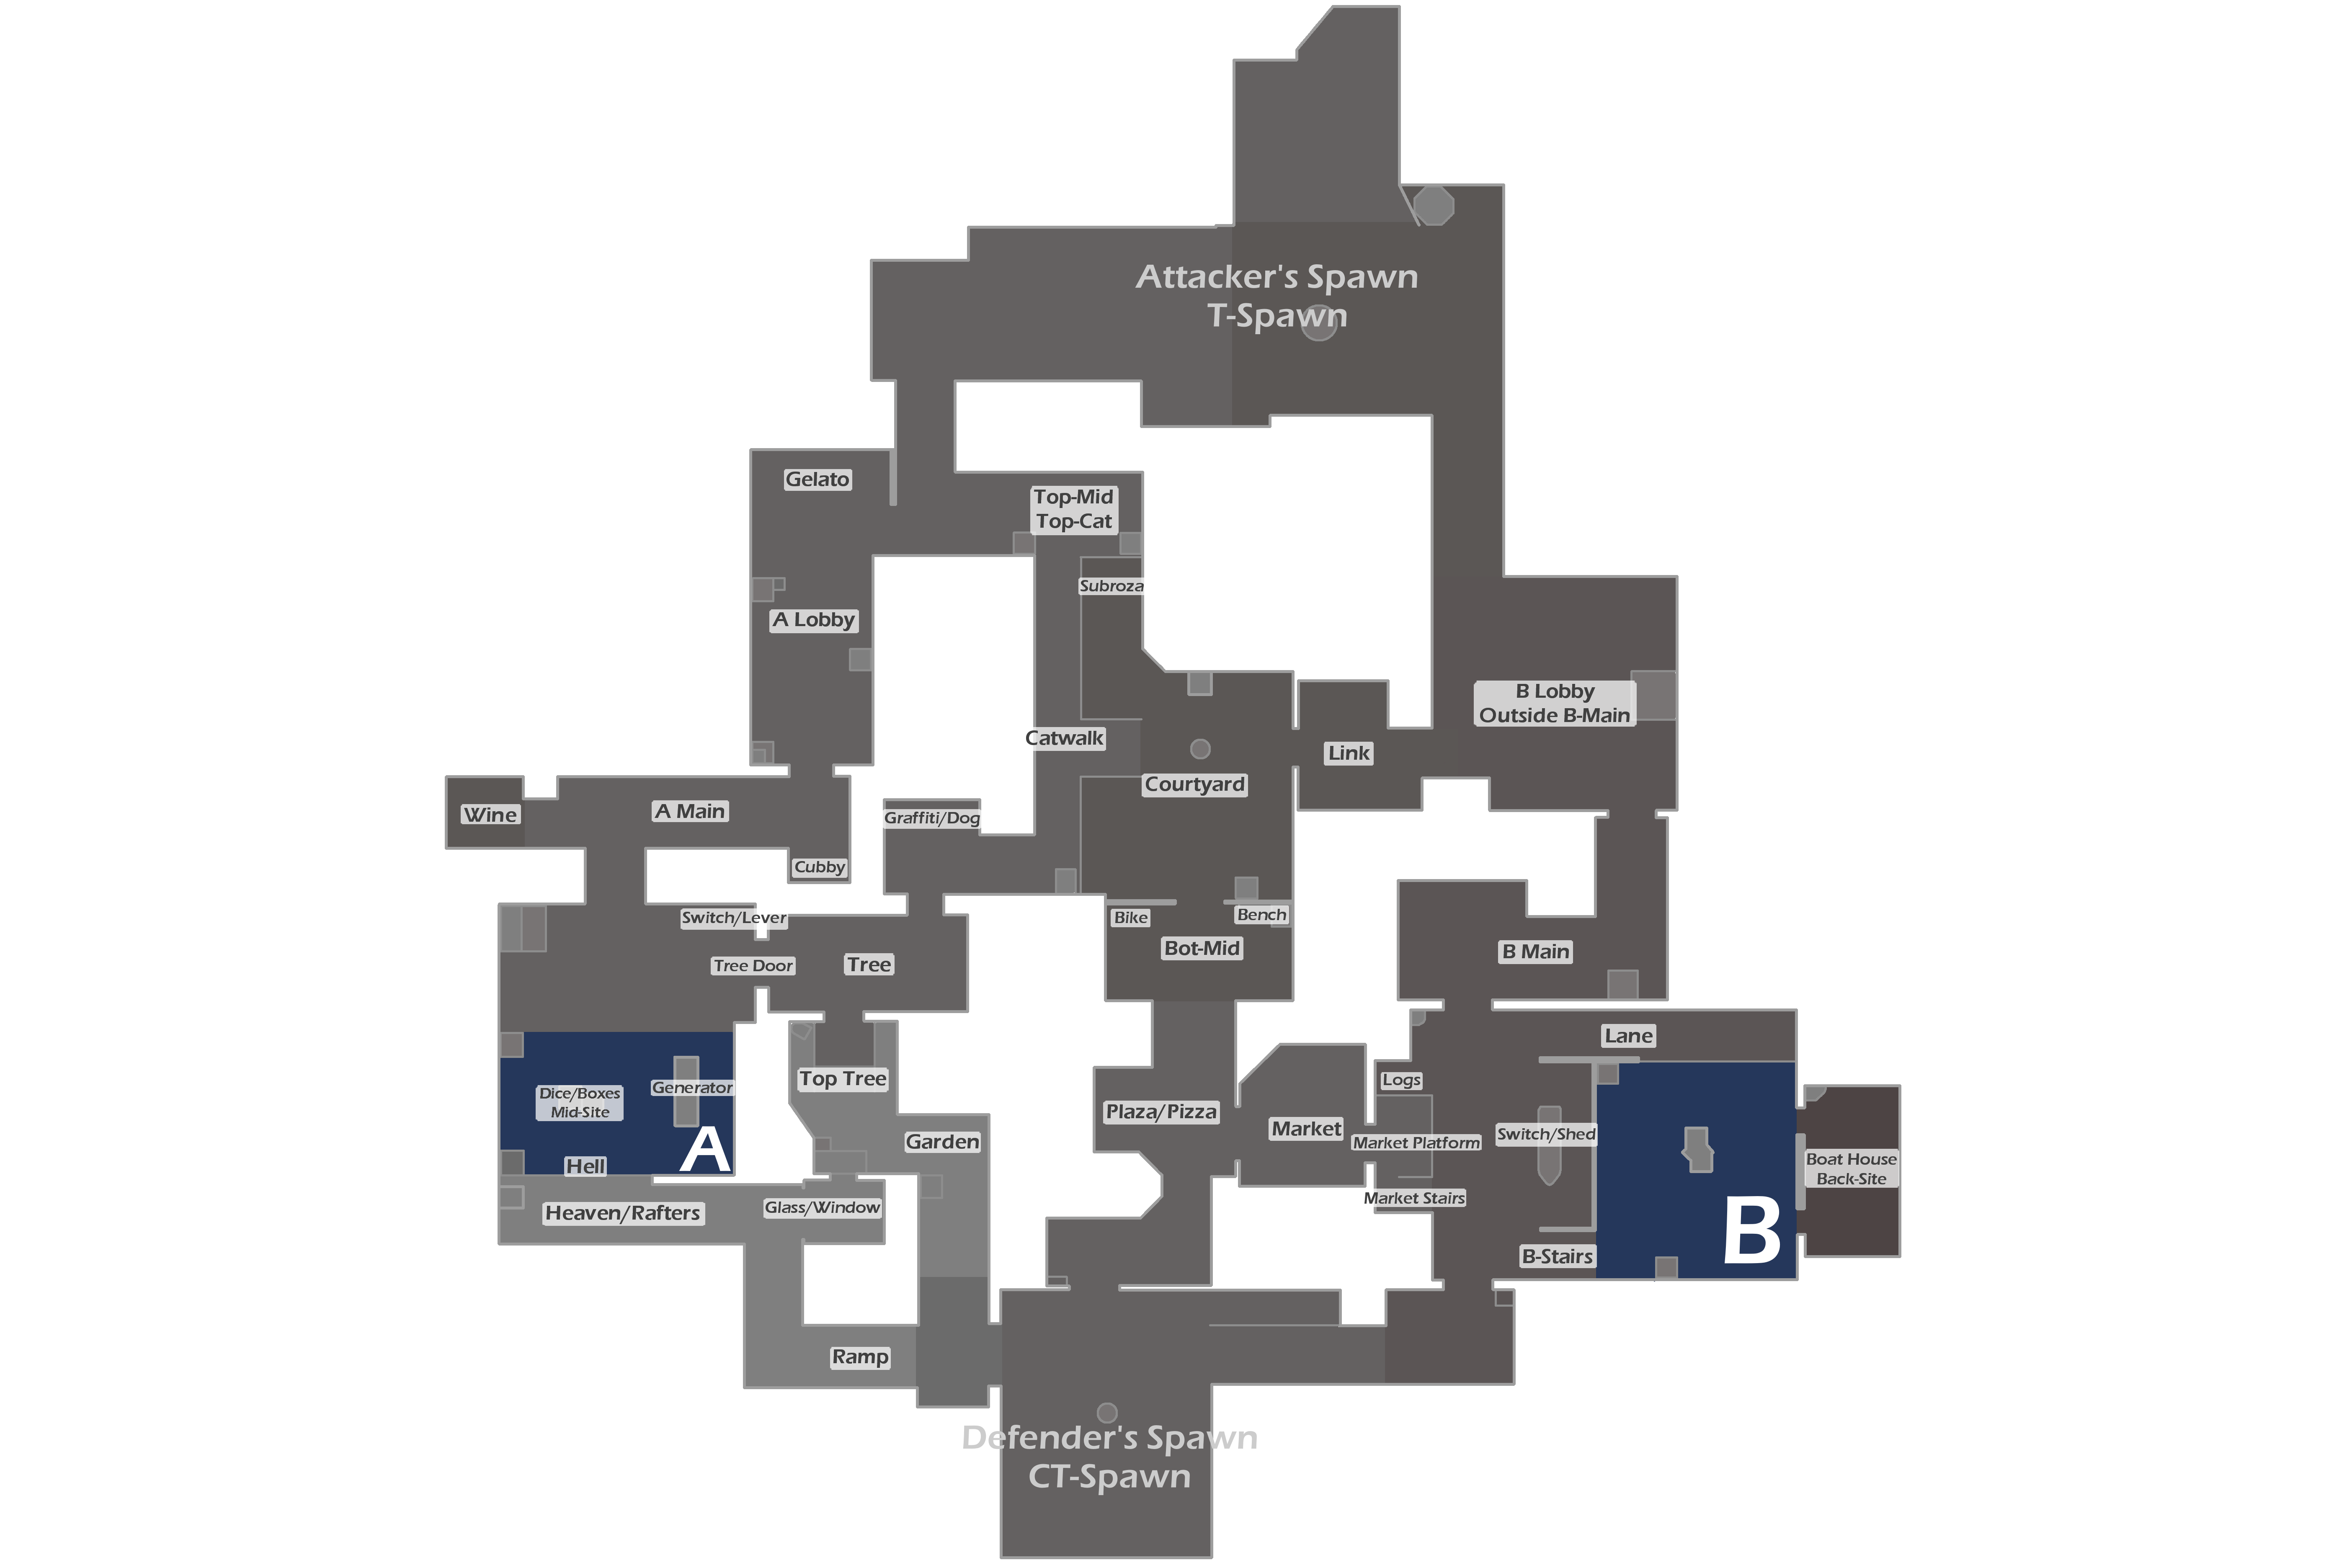 Attacker's Spawn
T-Spawn
Gelato
Top-Mid
Top-Cat
Subroza
A Lobby
B Lobby
Outside B-Main
Catwalk
Link
Courtyard
Wine
A Main
Graffiti/Dog
Cubby
Switch/Lever
Bike
Bench
Bot-Mid
B Main
Tree Door
Tree
Lane
Top Tree
Logs
Generator
Dice/Boxes
Mid-Site
Plaza/Pizza
Market
Switch/Shed
Garden
Market Platform
A
Hell
Boat House
Back-Site
Market Stairs
Glass/Window
Heaven/Rafters
B
B-Stairs
Ramp
Defender's Spawn
CT-Spawn